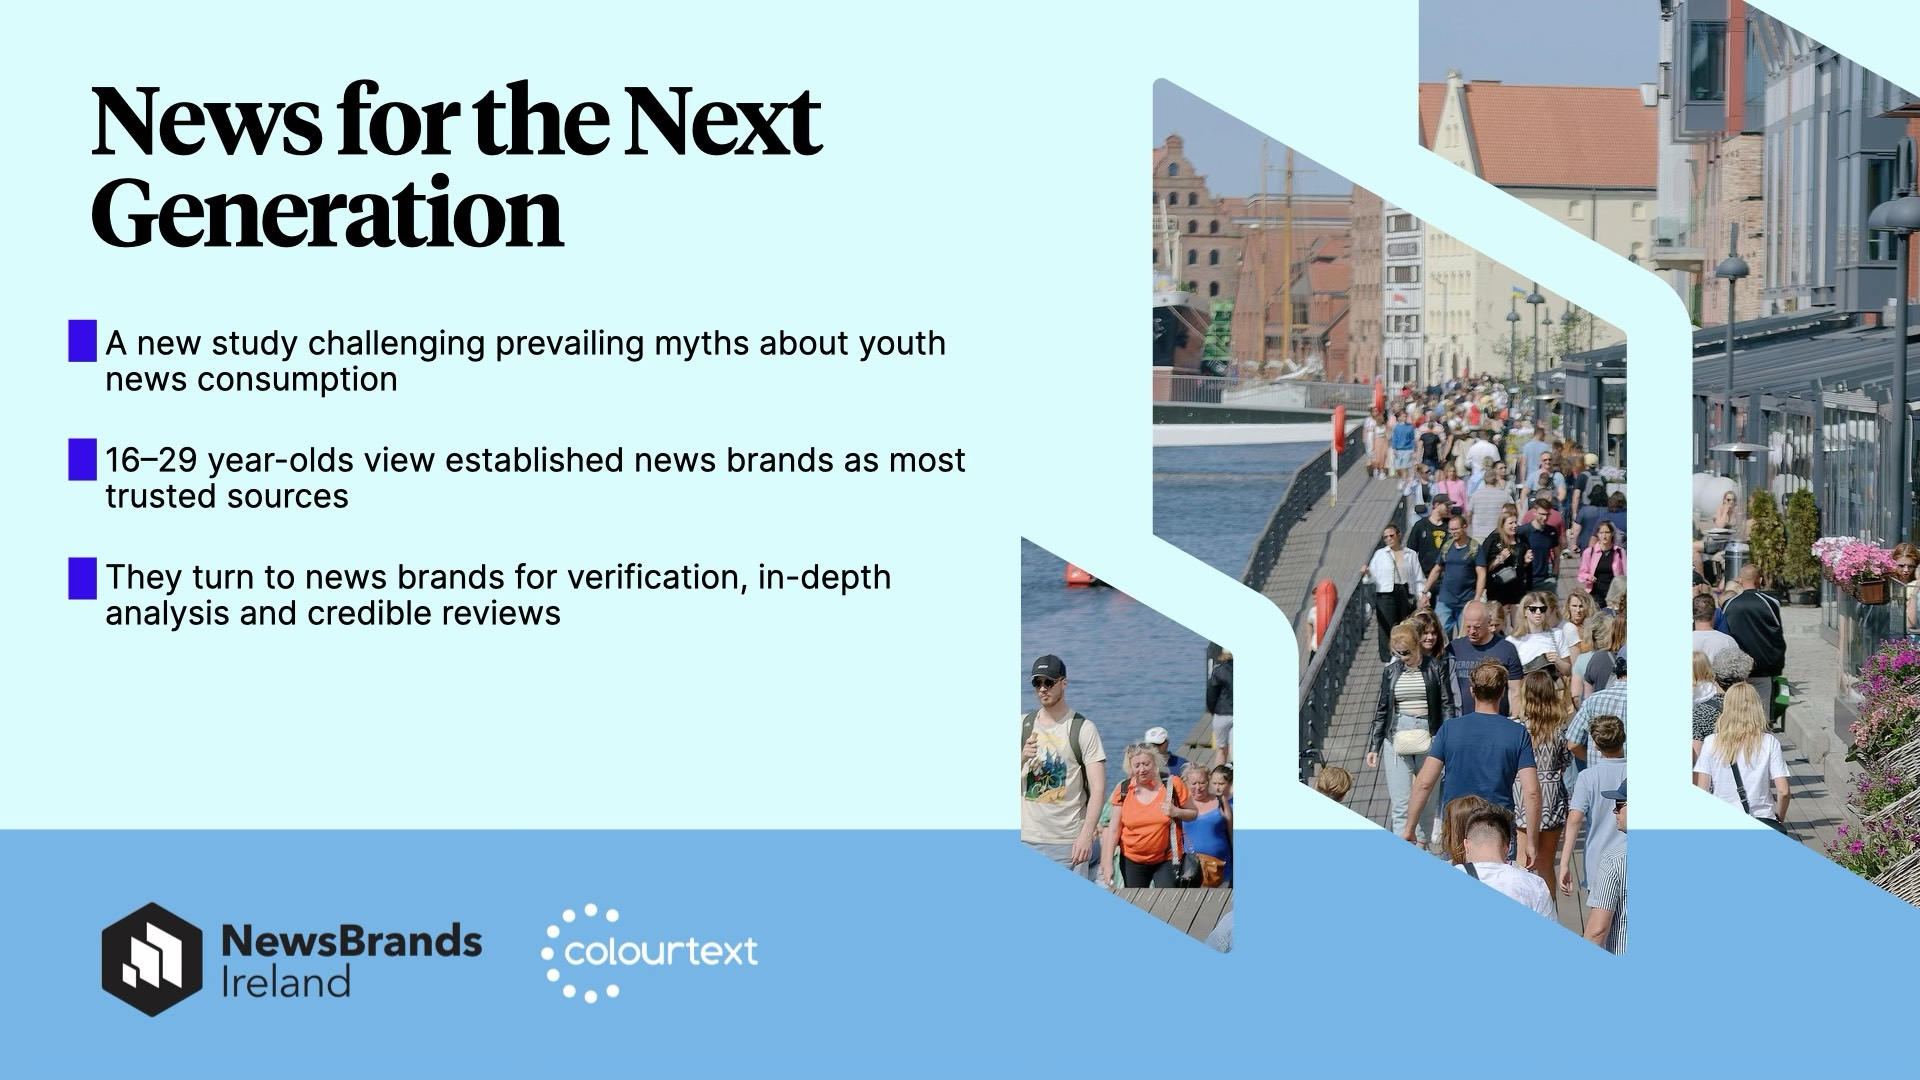 News for the Next
Generation
A new study challenging prevailing myths about youth
news consumption
16–29 year-olds view established news brands as most
trusted sources
They turn to news brands for verification, in-depth
analysis and credible reviews
NewsBrands
Ireland
colourtext